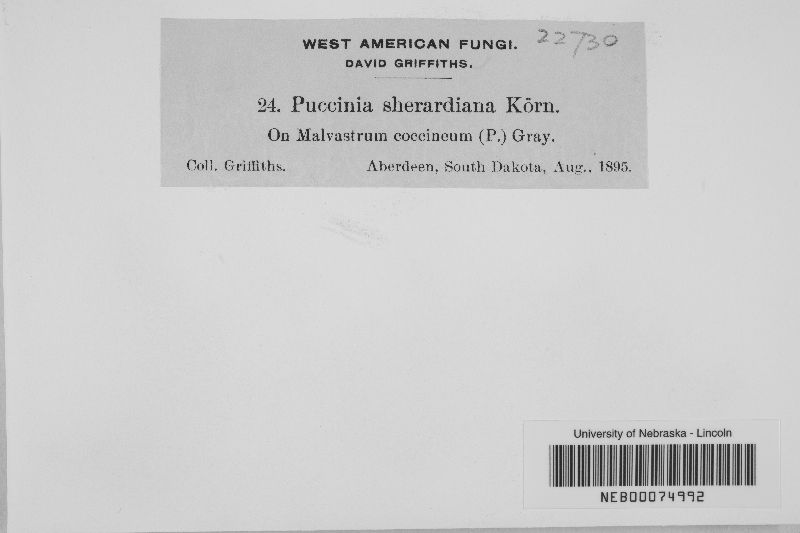 WEST AMERICAN FUNGI.
22730
DAVID GRIFFITHS.
24. Puccinia sherardiana Körn.
On Malvastrum coccineum (P.) Gray.
Coll. Griffiths. Aberdeen, South Dakota, Aug., 1895.
University of Nebraska - Lincoln
NEB00074992